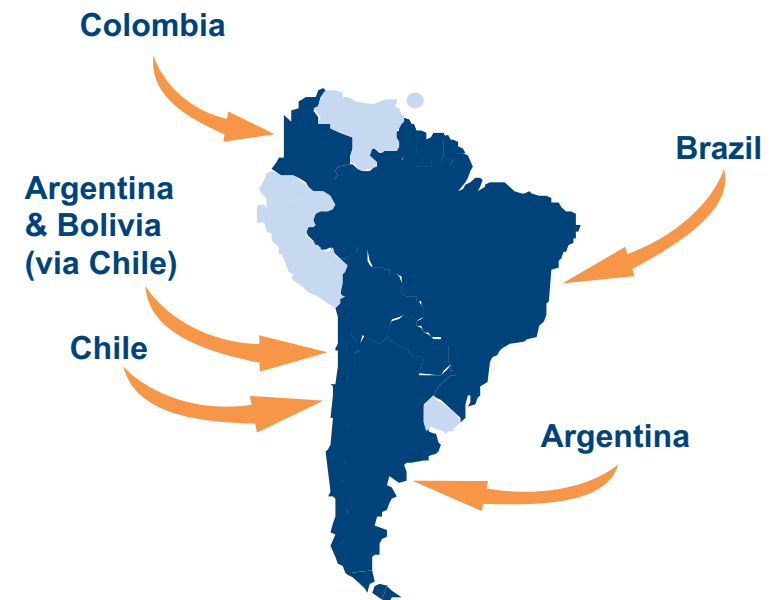 Colombia
Brazil
Argentina
& Bolivia
(via Chile)
Chile
Argentina